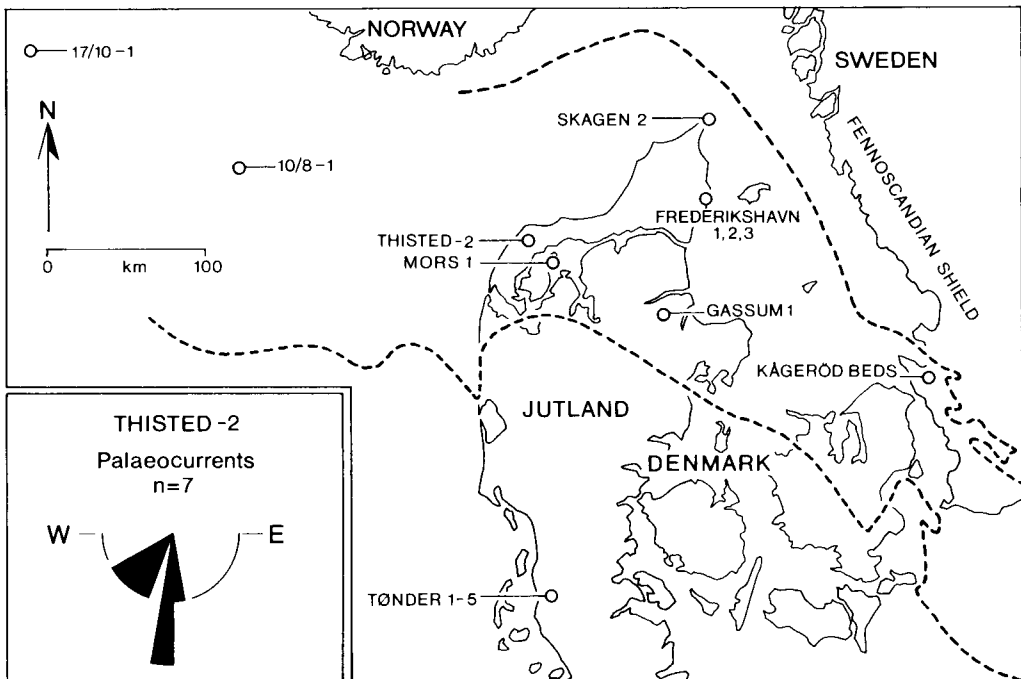 NORWAY
SWEDEN
17/10-1
N
SKAGEN 2
FENNOSCANDIAN SHIELD
10/8-1
FREDERIKSHAVN
1,2,3
THISTED-2
MORS 1
0 km 100
GASSUM 1
KÅGERÖD BEDS
JUTLAND
DENMARK
TØNDER 1-5
THISTED-2
Palaeocurrents
n=7
W E